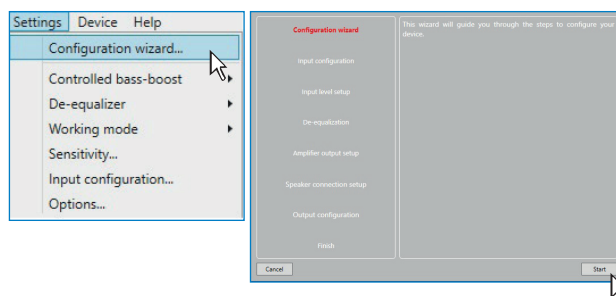 Settings Device Help
Configuration wizard...
Controlled bass-boost
De-equalizer
Working mode
Sensitivity...
Input configuration...
Options...
Configuration wizard
Input configuration
Input level setup
De-equalization
Amplifier output setup
Speaker connection setup
Output configuration
Finish
This wizard will guide you through the steps to configure your
device.
Cancel
Start